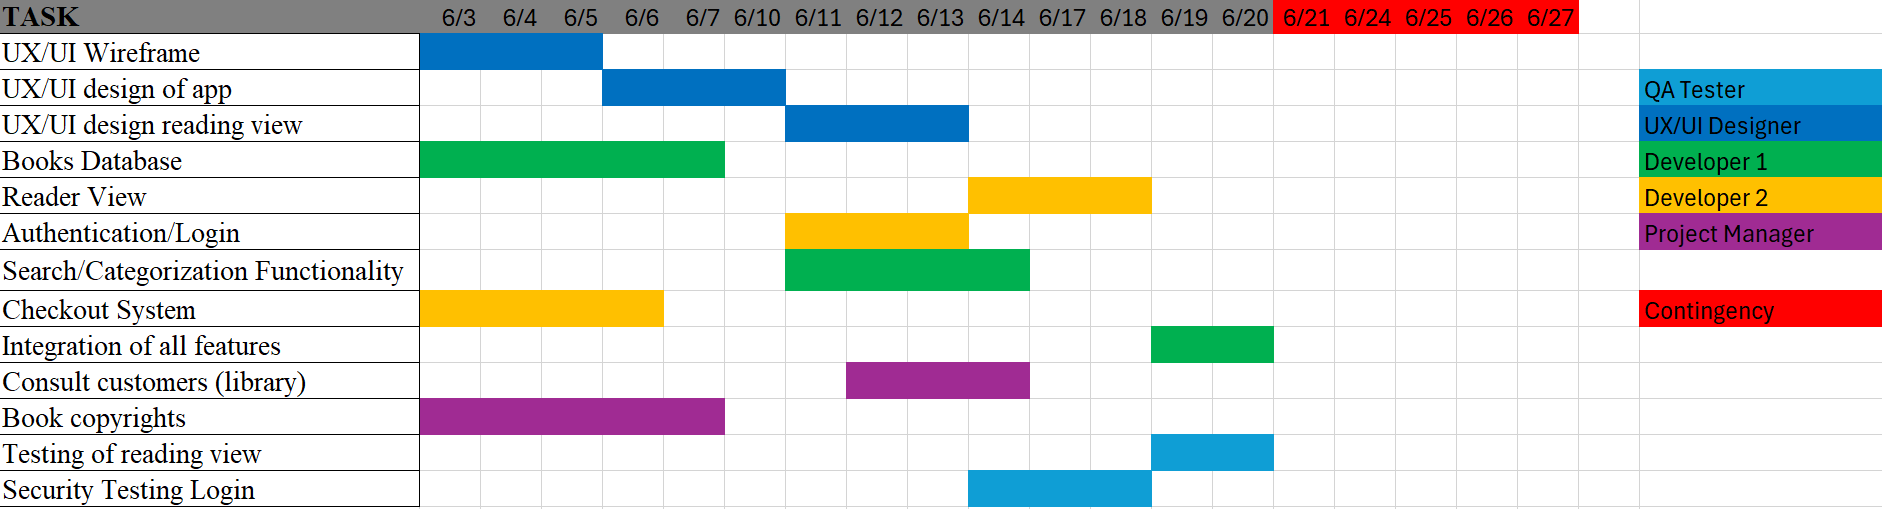 TASK 6/3 6/4 6/5 6/6 6/7 6/10 6/11 6/12 6/13 6/14 6/17 6/18 6/19 6/20 6/21 6/24 6/25 6/26 6/27
UX/UI Wireframe
UX/UI design of app QA Tester
UX/UI design reading view UX/UI Designer
Books Database Developer 1
Reader View Developer 2
Authentication/Login Project Manager
Search/Categorization Functionality
Checkout System Contingency
Integration of all features
Consult customers (library)
Book copyrights
Testing of reading view
Security Testing Login